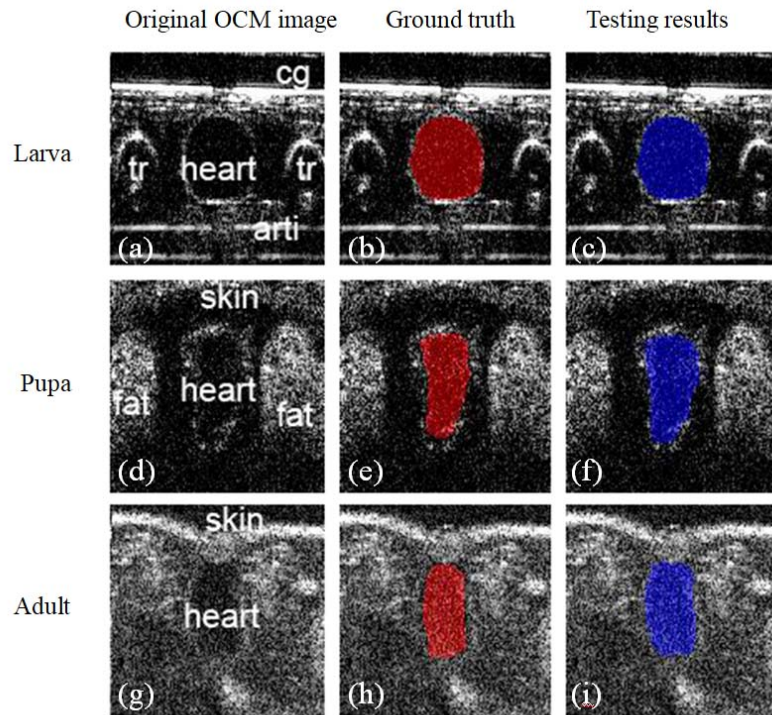 Original OCM image Ground truth Testing results
Larva
cg
tr heart tr
arti
(a) (b) (c)
Pupa
skin
heart
fat fat
(d) (e) (f)
Adult
skin
heart
(g) (h) (i)